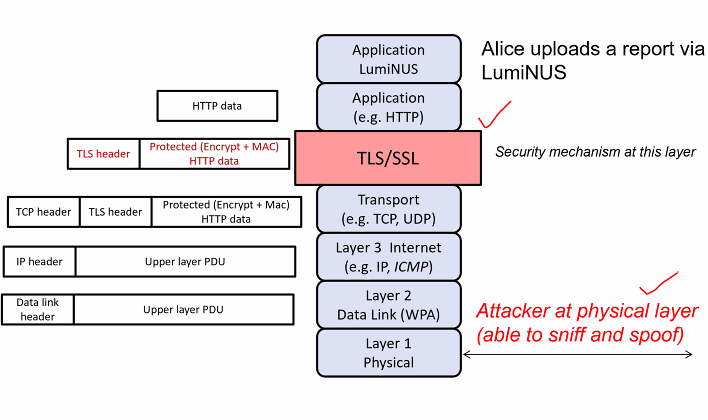 Application
LumiNUS
Alice uploads a report via
LumiNUS
HTTP data
Application
(e.g. HTTP)
TLS header
Protected (Encrypt + MAC)
HTTP data
TLS/SSL
Security mechanism at this layer
TCP header
TLS header
Protected (Encrypt + Mac)
HTTP data
Transport
(e.g. TCP, UDP)
IP header
Upper layer PDU
Layer 3 Internet
(e.g. IP, ICMP)
Data link
header
Upper layer PDU
Layer 2
Data Link (WPA)
Attacker at physical layer
(able to sniff and spoof)
Layer 1
Physical